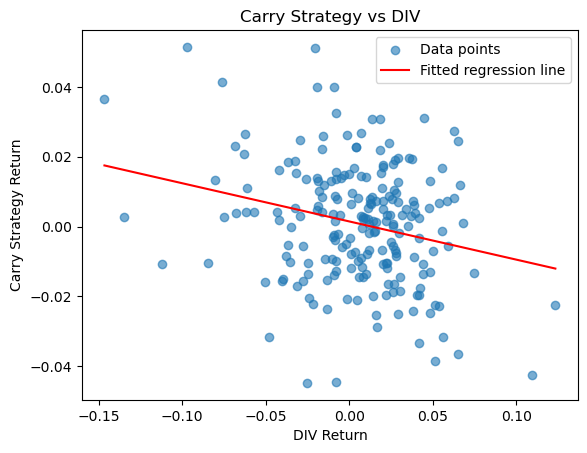 Carry Strategy vs DIV
Data points
Fitted regression line
0.04
0.02
0.00
−0.02
−0.04
Carry Strategy Return
−0.15
−0.10
−0.05
0.00
0.05
0.10
DIV Return